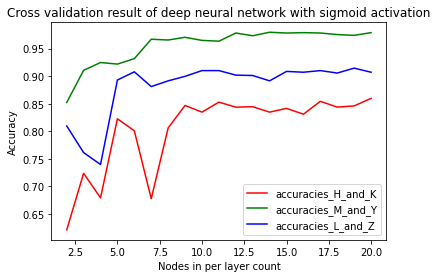 Cross validation result of deep neural network with sigmoid activation
0.95
0.90
0.85
0.80
0.75
0.70
0.65
Accuracy
accuracies_H_and_K
accuracies_M_and_Y
accuracies_L_and_Z
2.5 5.0 7.5 10.0 12.5 15.0 17.5 20.0
Nodes in per layer count